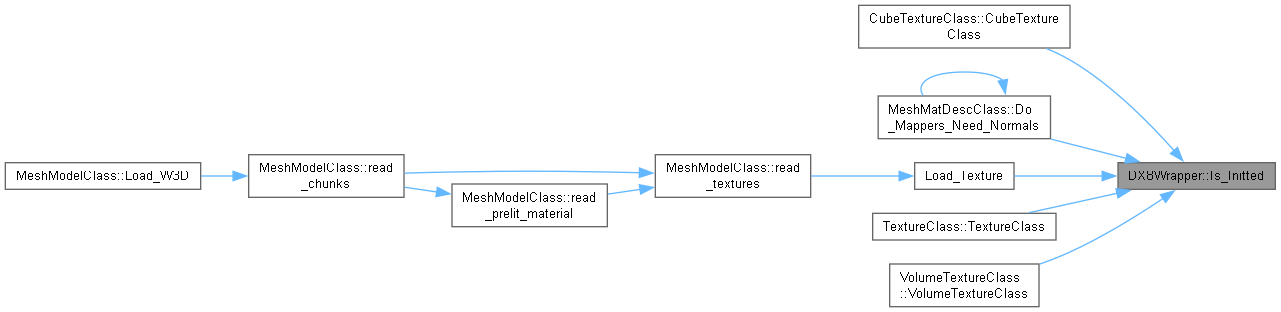 CubeTextureClass::CubeTexture
Class
MeshMatDescClass::Do
_Mappers_Need_Normals
MeshModelClass::Load_W3D
MeshModelClass::read
_chunks
MeshModelClass::read
_prelit_material
MeshModelClass::read
_textures
Load_Texture
DX8Wrapper::Is_Initted
TextureClass::TextureClass
VolumeTextureClass
::VolumeTextureClass